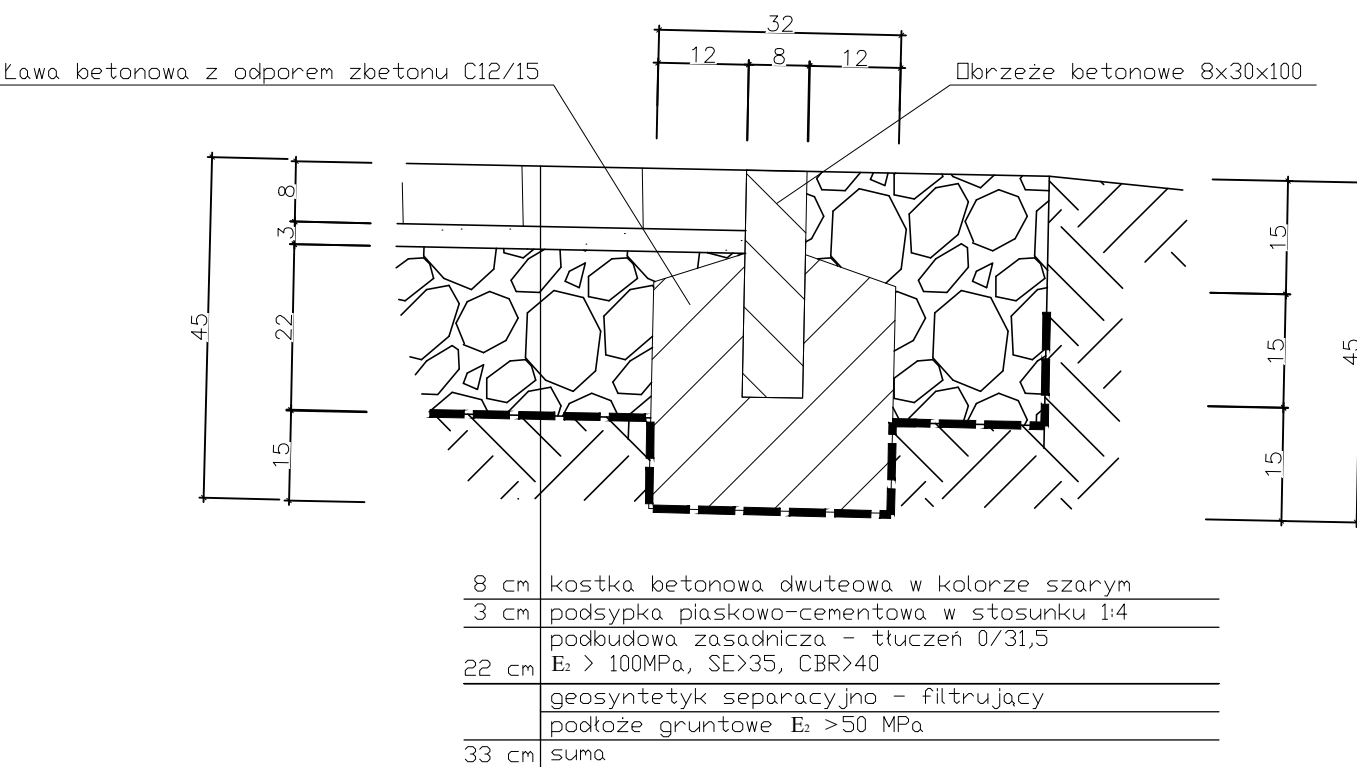 32
12 8 12
Ława betonowa z odporem zbetonu C12/15
Obrzeże betonowe 8x30x100
8
3
22
15
45
15
15
15
45
8 cm kostka betonowa dwuteowa w kolorze szarym
3 cm podsypka piaskowo-cementowa w stosunku 1:4
podbudowa zasadnicza - tłuczeń 0/31,5
22 cm E₂ > 100MPa, SE>35, CBR>40
geosyntetyk separacyjno - filtrujący
podłoże gruntowe E₂ >50 MPa
33 cm suma